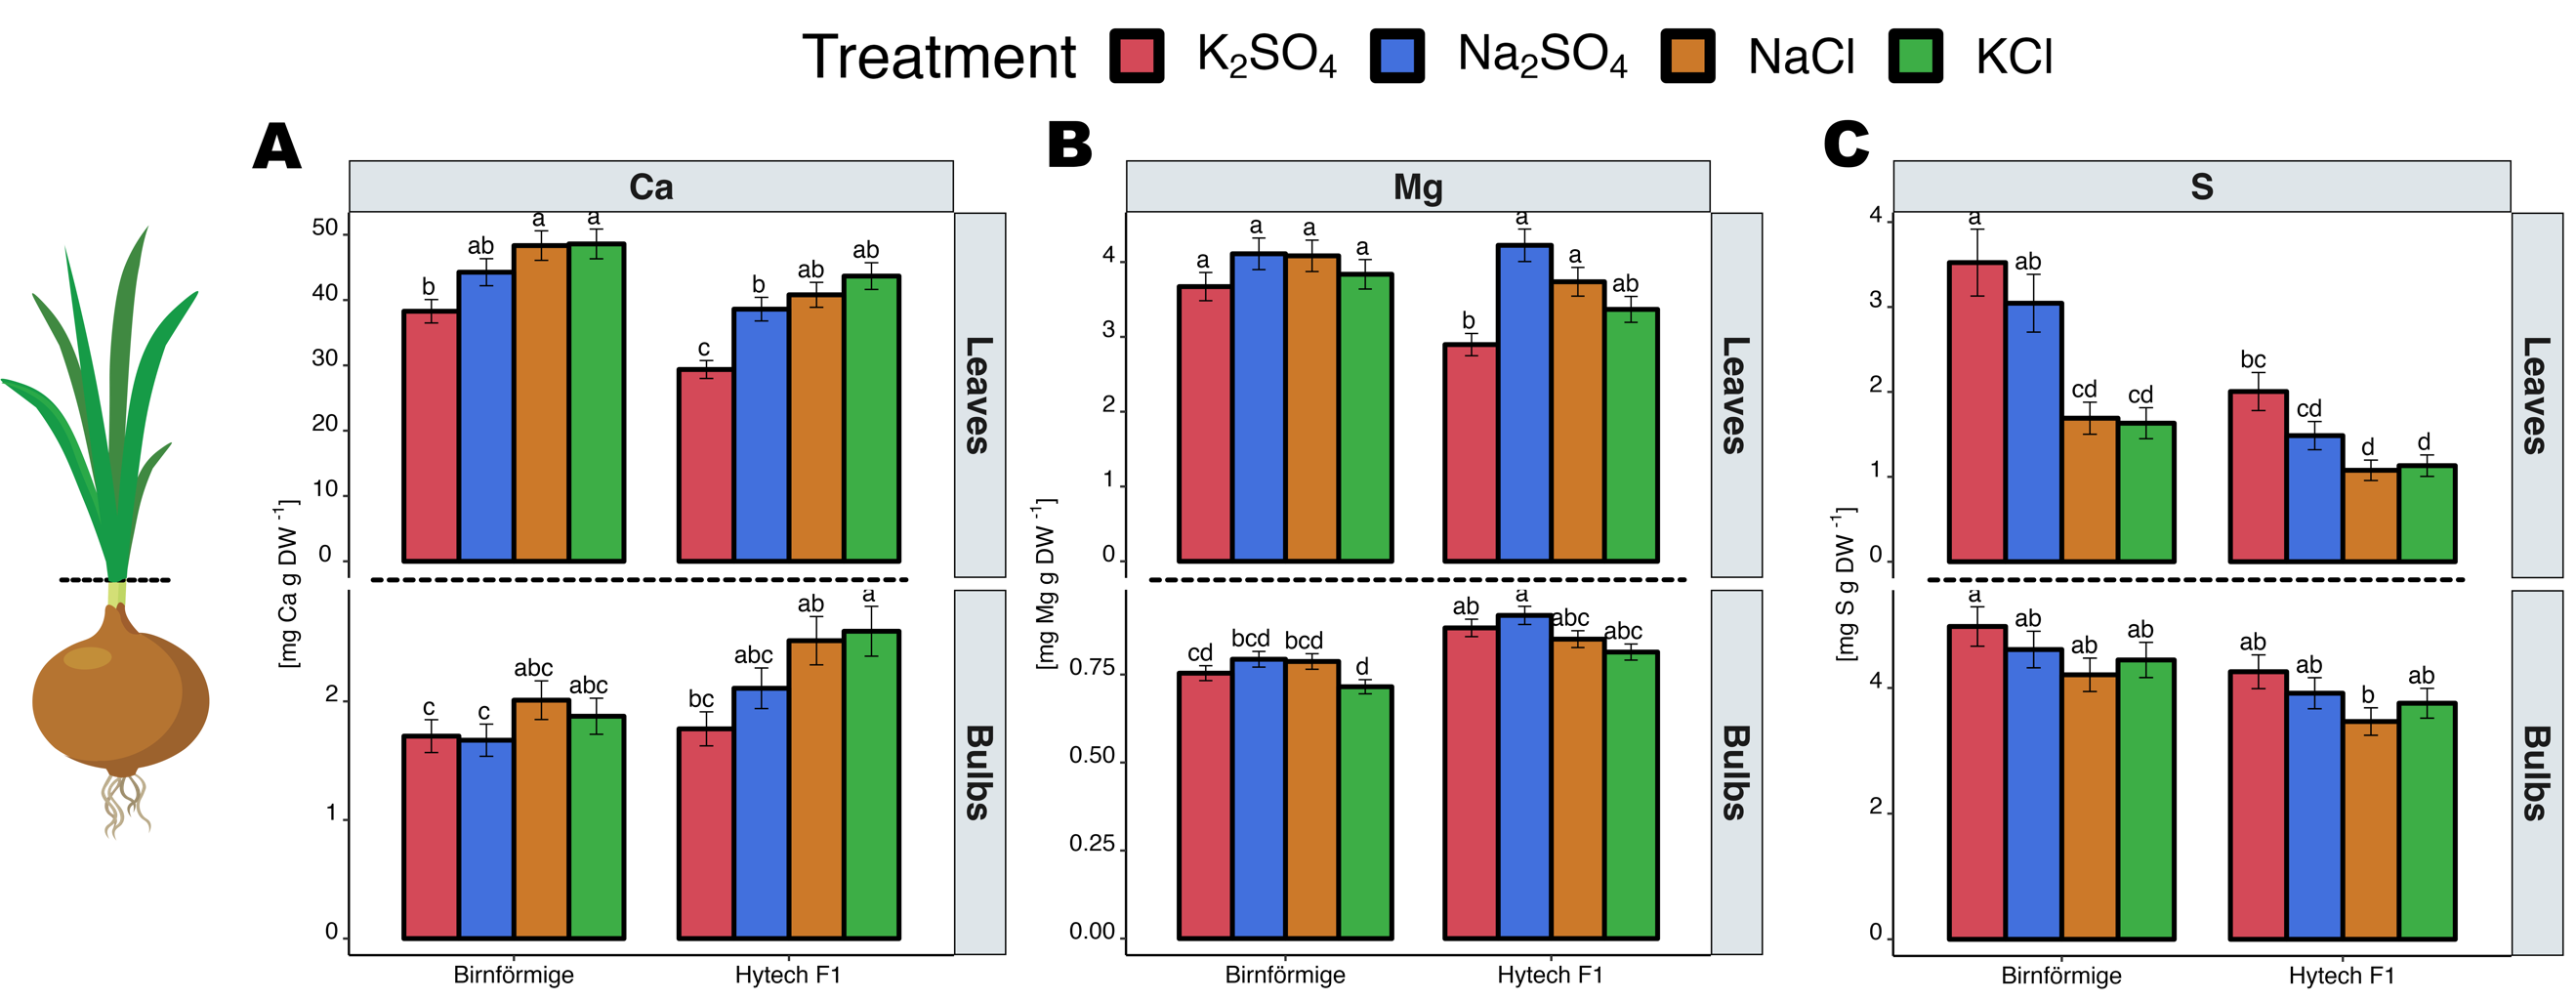 Treatment K₂SO₄ Na₂SO₄ NaCl KCl
A B C
Ca Mg S
[mg Ca g DW ⁻¹]
50
40
30
20
10
0
b ab a a c b ab ab
Leaves
2
1
0
c c abc abc bc abc ab a
Bulbs
Birnförmige Hytech F1
[mg Mg g DW ⁻¹]
4
3
2
1
0
a a a a b a a ab
Leaves
0.75
0.50
0.25
0.00
cd bcd bcd d ab a abc abc
Bulbs
Birnförmige Hytech F1
[mg S g DW ⁻¹]
4
3
2
1
0
a ab cd cd bc cd d d
Leaves
4
2
0
a ab ab ab ab ab b ab
Bulbs
Birnförmige Hytech F1